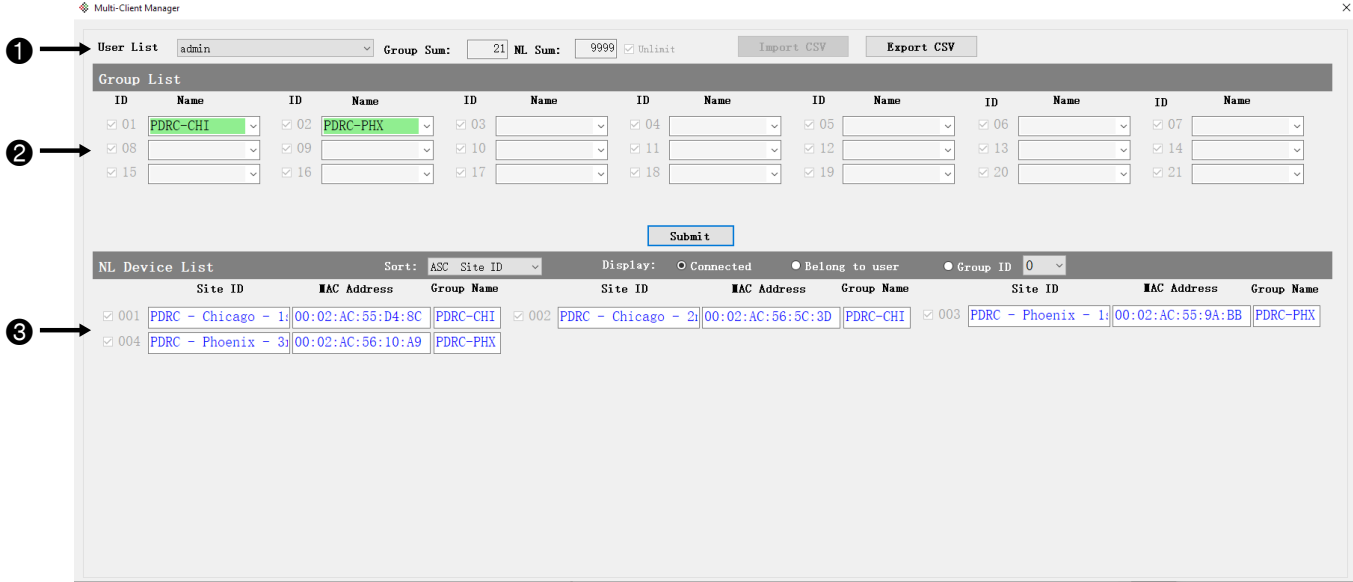 Multi-Client Manager
1 User List admin Group Sum: 21 NL Sum: 9999 Unlimit Import CSV Export CSV
Group List
ID Name ID Name ID Name ID Name ID Name ID Name ID Name
01 PDRC-CHI 02 PDRC-PHX 03 04 05 06 07
2 08 09 10 11 12 13 14
15 16 17 18 19 20 21
Submit
NL Device List Sort: ASC Site ID Display: Connected Belong to user Group ID 0
Site ID MAC Address Group Name Site ID MAC Address Group Name Site ID MAC Address Group Name
3 001 PDRC - Chicago - 1 00:02:AC:55:D4:8C PDRC-CHI 002 PDRC - Chicago - 2 00:02:AC:56:5C:3D PDRC-CHI 003 PDRC - Phoenix - 1 00:02:AC:55:9A:BB PDRC-PHX
004 PDRC - Phoenix - 3 00:02:AC:56:10:A9 PDRC-PHX